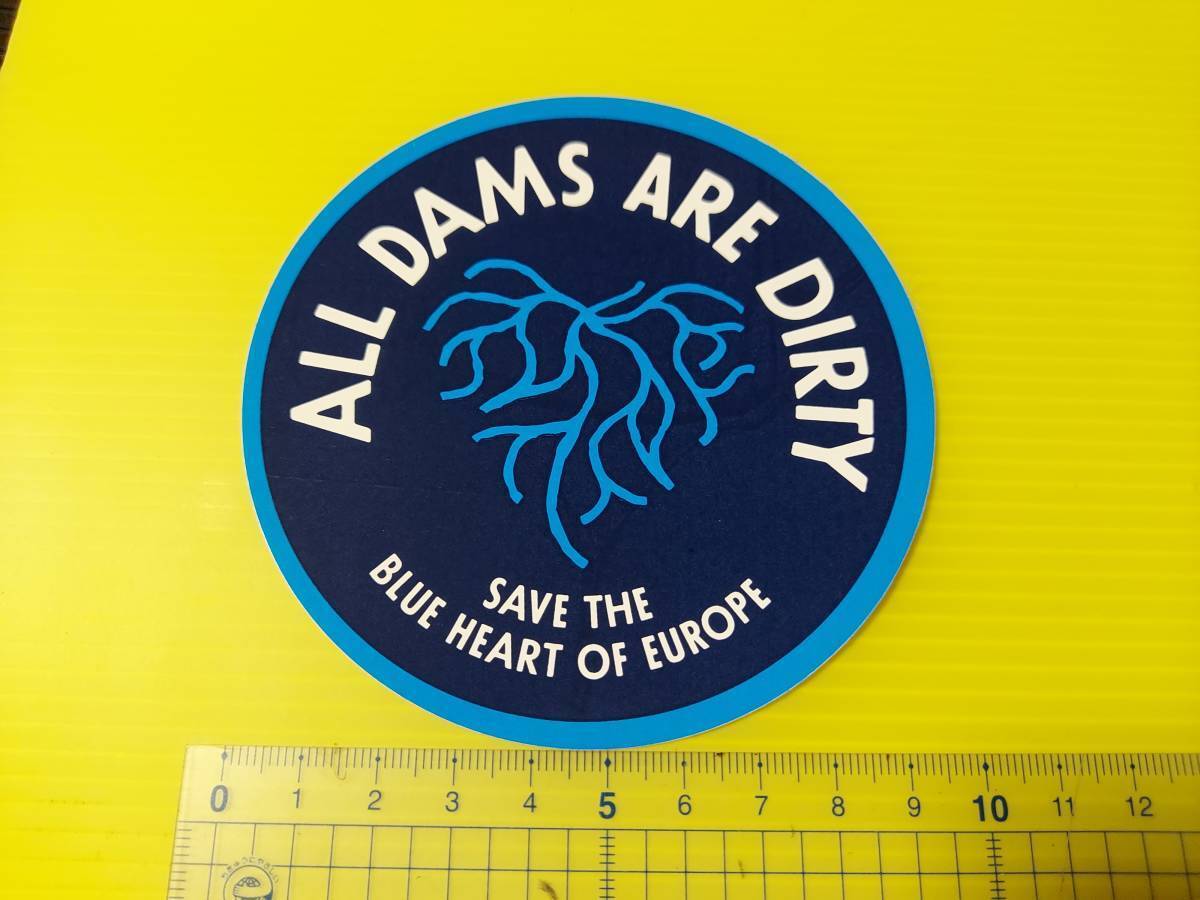 ALL DAMS ARE DIRTY
SAVE THE
BLUE HEART OF EUROPE
0 1 2 3 4 5 6 7 8 9 10 11 12